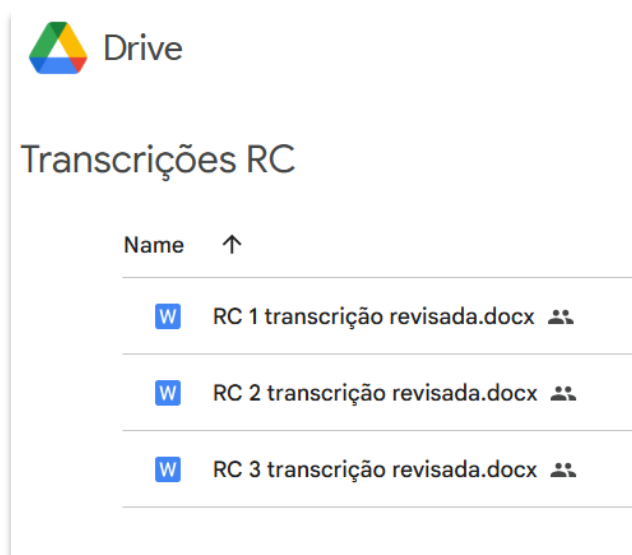 Drive
Transcrições RC
Name ↑
W RC 1 transcrição revisada.docx
W RC 2 transcrição revisada.docx
W RC 3 transcrição revisada.docx